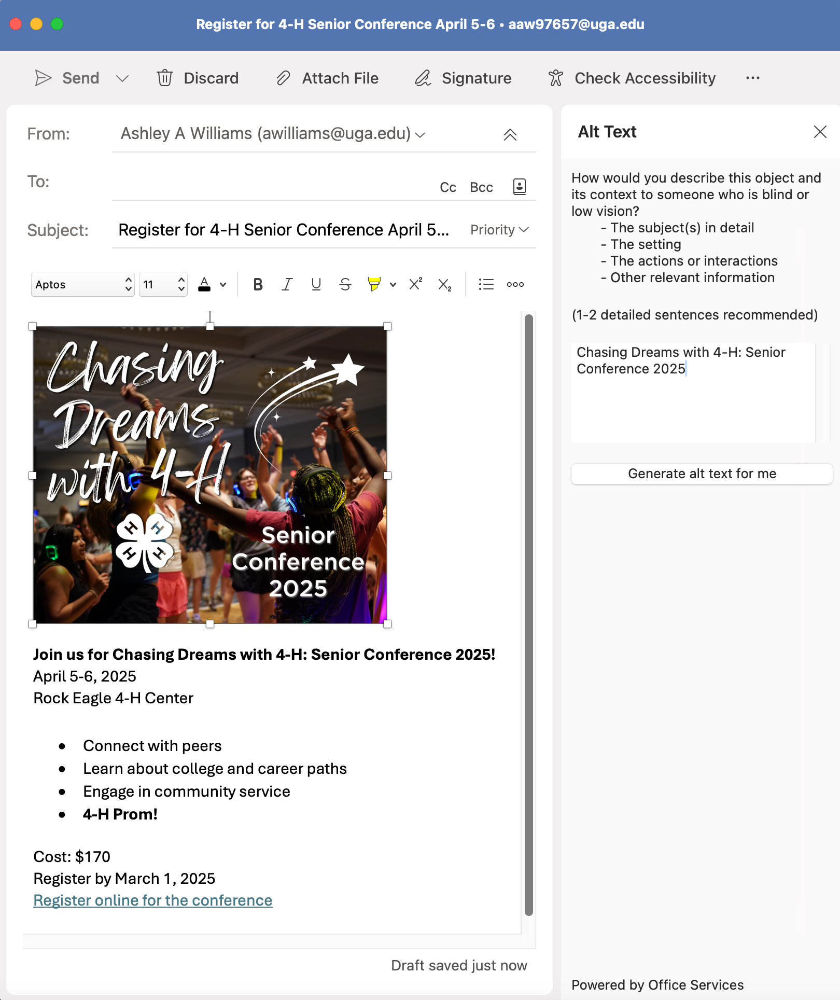 Register for 4-H Senior Conference April 5-6 • aaw97657@uga.edu
Send
Discard
Attach File
Signature
Check Accessibility
From:
Ashley A Williams (awilliams@uga.edu)
To:
Cc
Bcc
Subject:
Register for 4-H Senior Conference April 5...
Priority
Aptos
11
A
B
I
U
S
X²
X₂
Chasing
Dreams
with 4-H
H H
H H
Senior
Conference
2025
Join us for Chasing Dreams with 4-H: Senior Conference 2025!
April 5-6, 2025
Rock Eagle 4-H Center
• Connect with peers
• Learn about college and career paths
• Engage in community service
• 4-H Prom!
Cost: $170
Register by March 1, 2025
Register online for the conference
Draft saved just now
Alt Text
How would you describe this object and
its context to someone who is blind or
low vision?
- The subject(s) in detail
- The setting
- The actions or interactions
- Other relevant information
(1-2 detailed sentences recommended)
Chasing Dreams with 4-H: Senior
Conference 2025
Generate alt text for me
Powered by Office Services